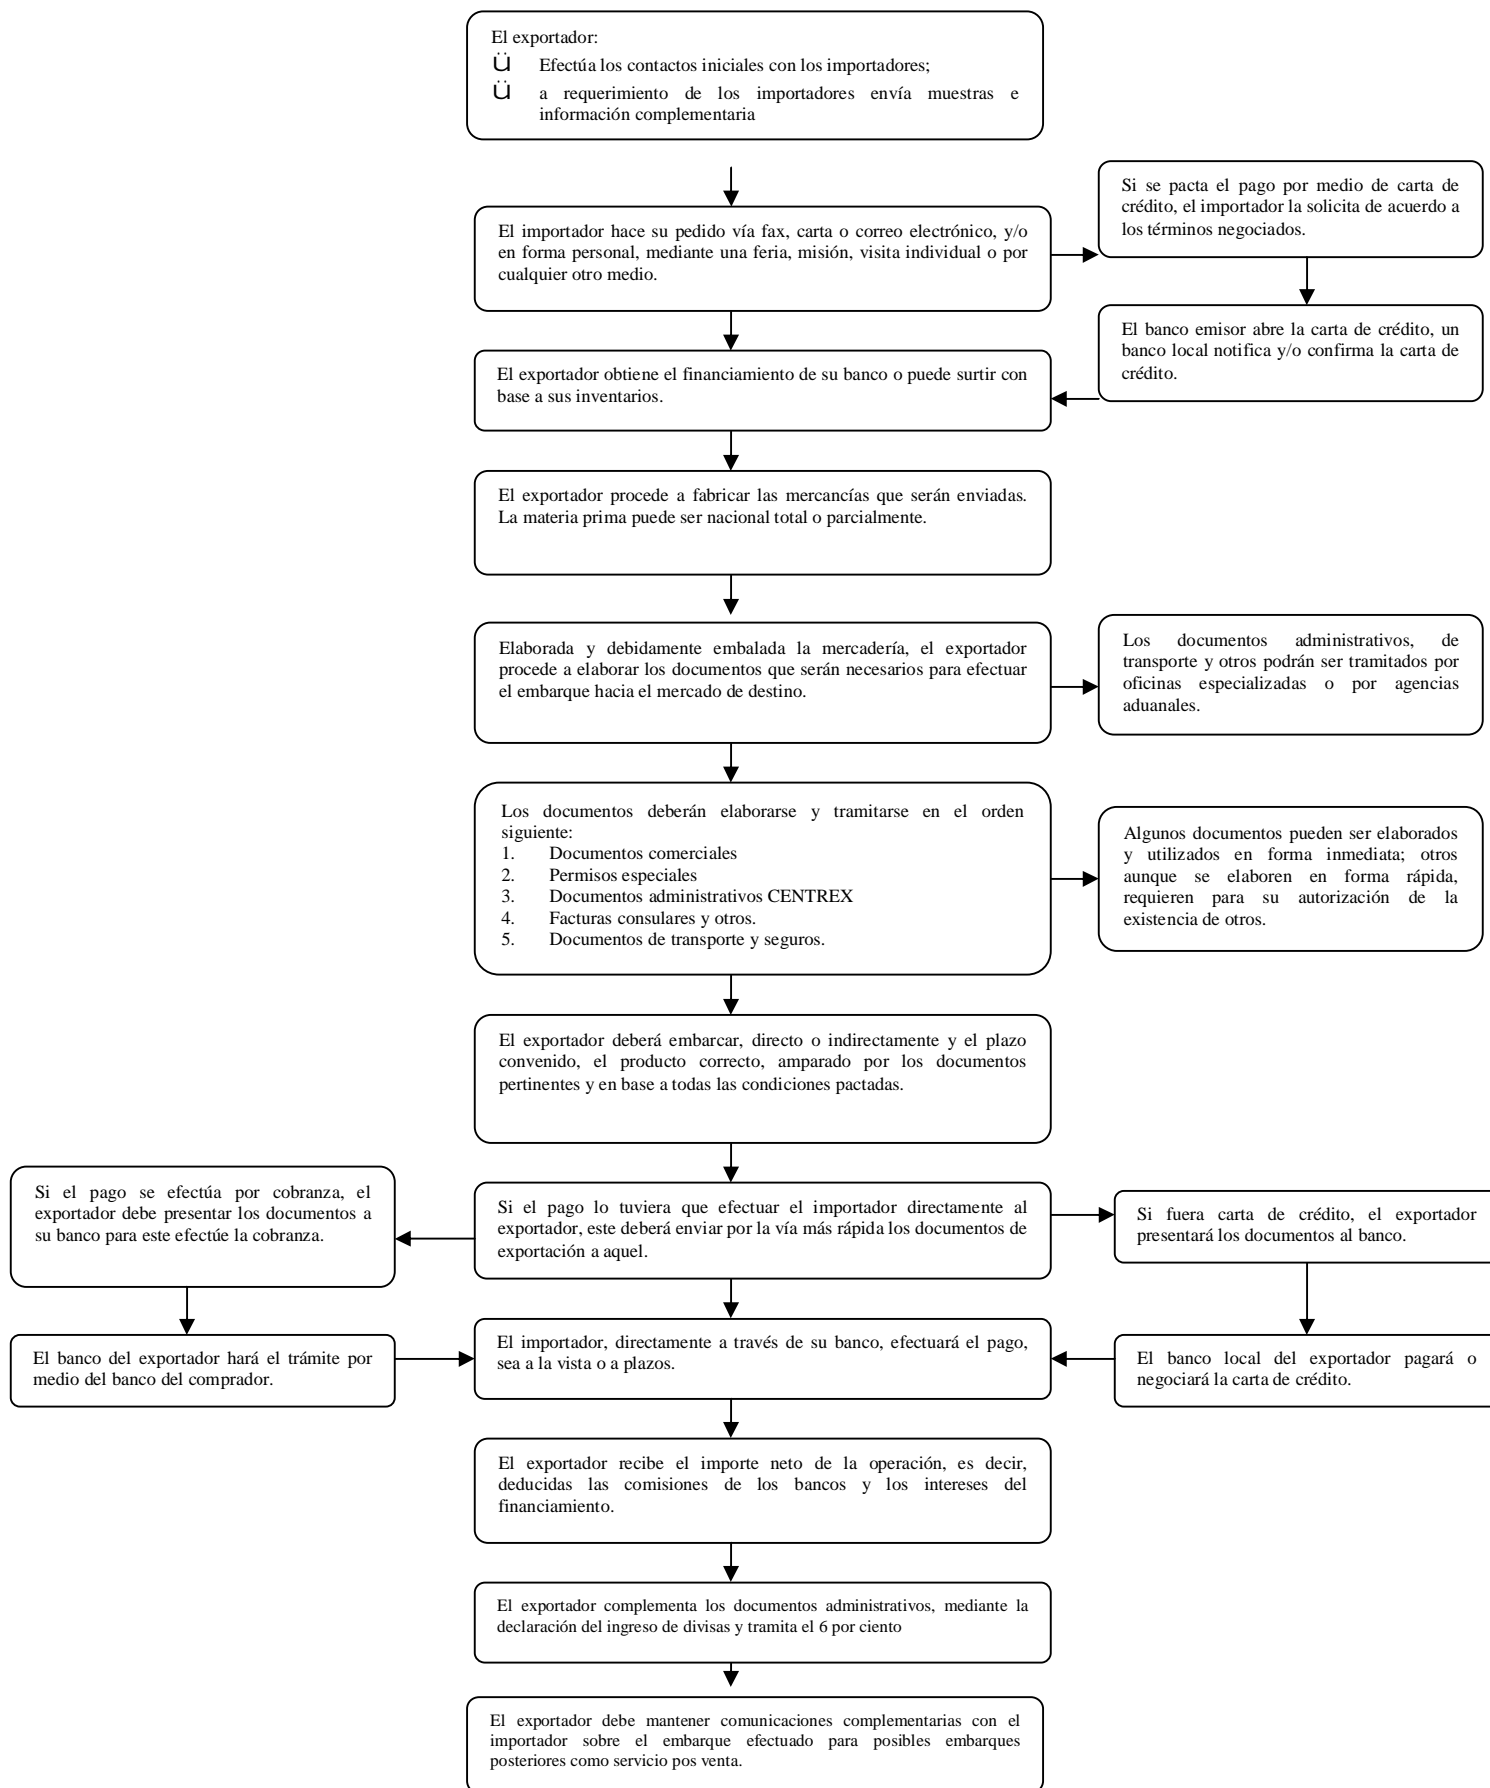 El exportador:
Ü Efectúa los contactos iniciales con los importadores;
Ü a requerimiento de los importadores envía muestras e
información complementaria
Si se pacta el pago por medio de carta de
crédito, el importador la solicita de acuerdo a
los términos negociados.
El importador hace su pedido vía fax, carta o correo electrónico, y/o
en forma personal, mediante una feria, misión, visita individual o por
cualquier otro medio.
El banco emisor abre la carta de crédito, un
banco local notifica y/o confirma la carta de
crédito.
El exportador obtiene el financiamiento de su banco o puede surtir con
base a sus inventarios.
El exportador procede a fabricar las mercancías que serán enviadas.
La materia prima puede ser nacional total o parcialmente.
Elaborada y debidamente embalada la mercadería, el exportador
procede a elaborar los documentos que serán necesarios para efectuar
el embarque hacia el mercado de destino.
Los documentos administrativos, de
transporte y otros podrán ser tramitados por
oficinas especializadas o por agencias
aduanales.
Los documentos deberán elaborarse y tramitarse en el orden
siguiente:
1. Documentos comerciales
2. Permisos especiales
3. Documentos administrativos CENTREX
4. Facturas consulares y otros.
5. Documentos de transporte y seguros.
Algunos documentos pueden ser elaborados
y utilizados en forma inmediata; otros
aunque se elaboren en forma rápida,
requieren para su autorización de la
existencia de otros.
El exportador deberá embarcar, directo o indirectamente y el plazo
convenido, el producto correcto, amparado por los documentos
pertinentes y en base a todas las condiciones pactadas.
Si el pago se efectúa por cobranza, el
exportador debe presentar los documentos a
su banco para este efectúe la cobranza.
Si el pago lo tuviera que efectuar el importador directamente al
exportador, este deberá enviar por la vía más rápida los documentos de
exportación a aquel.
Si fuera carta de crédito, el exportador
presentará los documentos al banco.
El banco del exportador hará el trámite por
medio del banco del comprador.
El importador, directamente a través de su banco, efectuará el pago,
sea a la vista o a plazos.
El banco local del exportador pagará o
negociará la carta de crédito.
El exportador recibe el importe neto de la operación, es decir,
deducidas las comisiones de los bancos y los intereses del
financiamiento.
El exportador complementa los documentos administrativos, mediante la
declaración del ingreso de divisas y tramita el 6 por ciento
El exportador debe mantener comunicaciones complementarias con el
importador sobre el embarque efectuado para posibles embarques
posteriores como servicio pos venta.